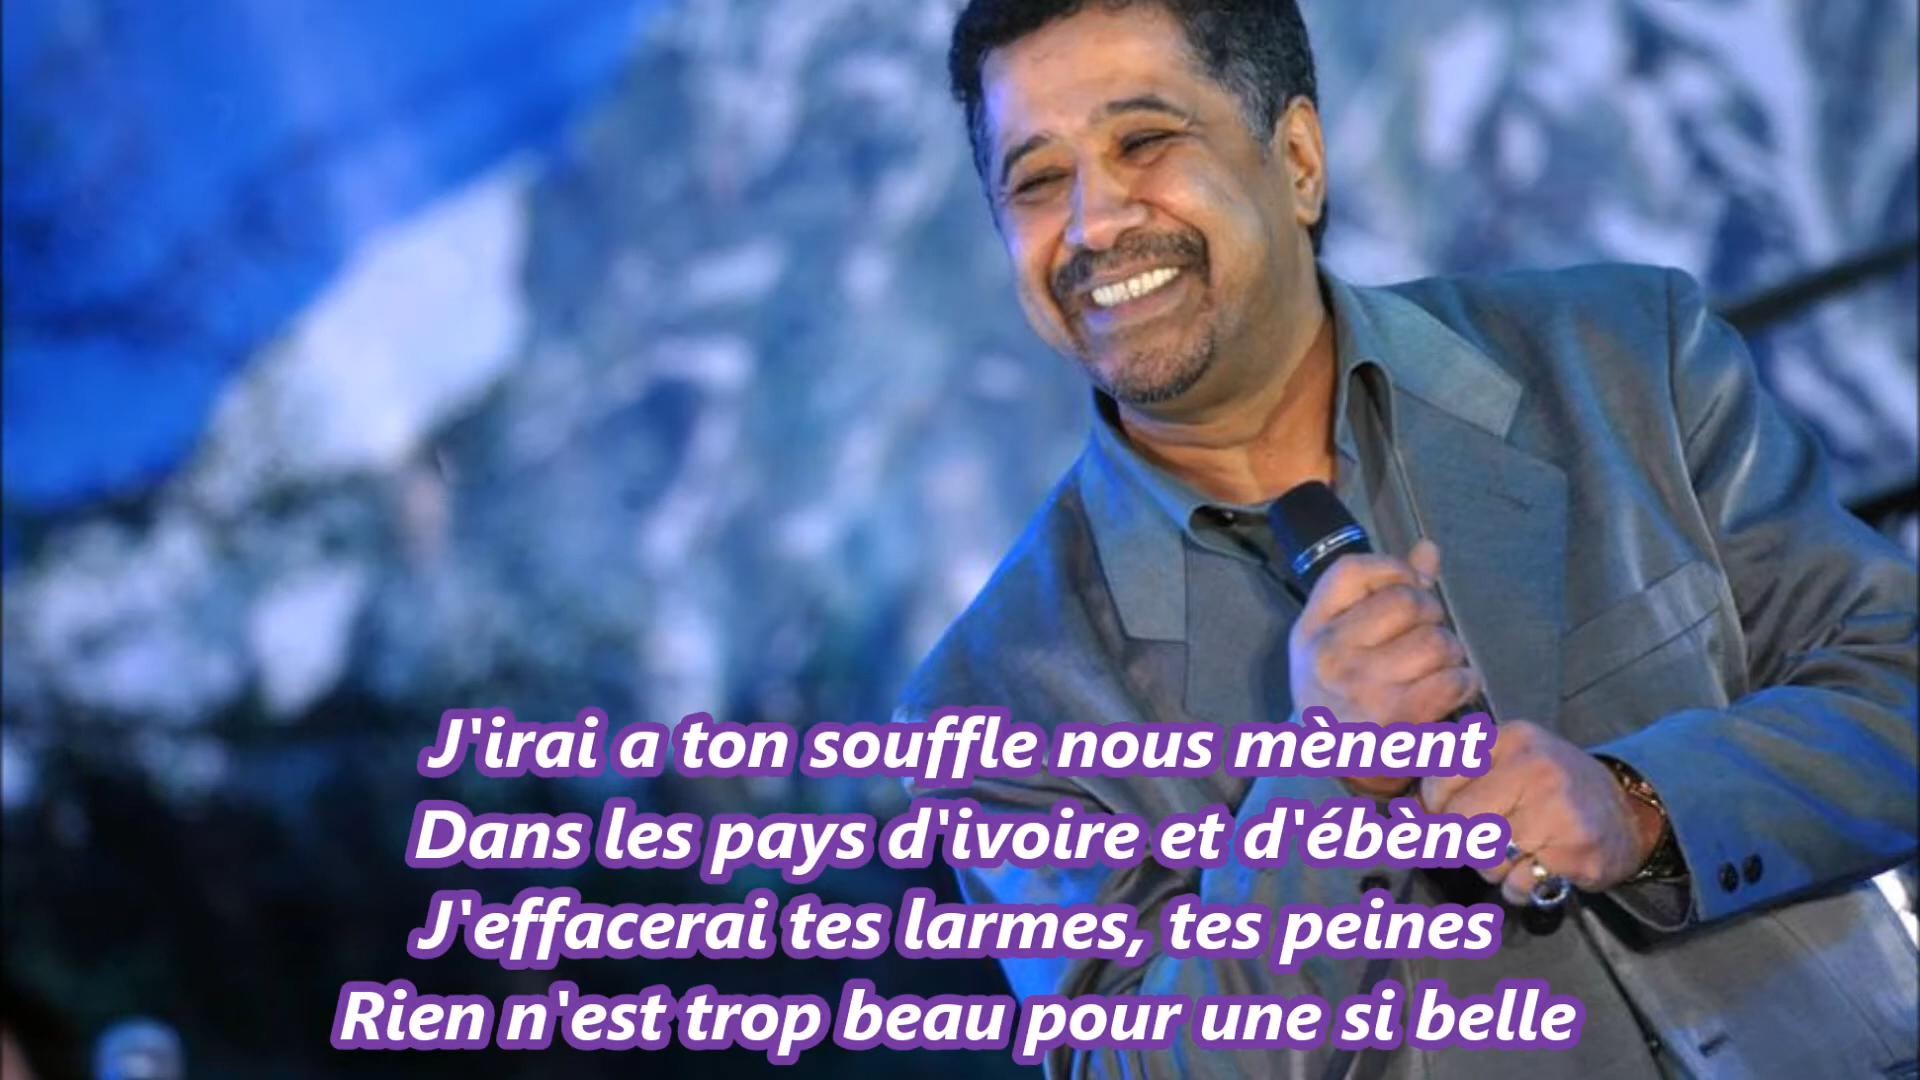 J'irai a ton souffle nous mènent
Dans les pays d'ivoire et d'ébène
J'effacerai tes larmes, tes peines
Rien n'est trop beau pour une si belle